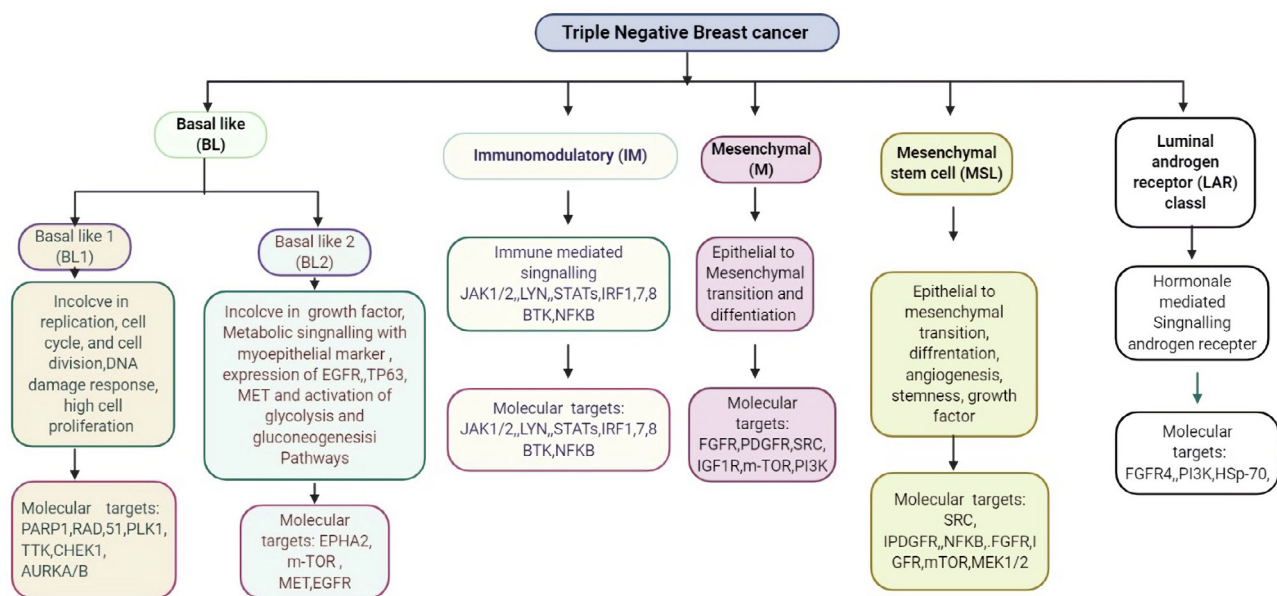 Triple Negative Breast cancer
Basal like
(BL)
Basal like 1
(BL1)
Incolcve in
replication, cell
cycle, and cell
division,DNA
damage response,
high cell
proliferation
Molecular targets:
PARP1,RAD,51,PLK1,
TTK,CHEK1,
AURKA/B
Basal like 2
(BL2)
Incolcve in growth factor,
Metabolic singnalling with
myoepithelial marker ,
expression of EGFR,,TP63,
MET and activation of
glycolysis and
gluconeogenesisi
Pathways
Molecular
targets: EPHA2,
m-TOR ,
MET,EGFR
Immunomodulatory (IM)
Immune mediated
singnalling
JAK1/2,,LYN,,STATs,IRF1,7,8
BTK,NFKB
Molecular targets:
JAK1/2,,LYN,,STATs,IRF1,7,8
BTK,NFKB
Mesenchymal
(M)
Epithelial to
Mesenchymal
transition and
diffentiation
Molecular
targets:
FGFR,PDGFR,SRC,
IGF1R,m-TOR,PI3K
Mesenchymal
stem cell (MSL)
Epithelial to
mesenchymal
transition,
diffrentation,
angiogenesis,
stemness, growth
factor
Molecular targets:
SRC,
IPDGFR,,NFKB,.FGFR,I
GFR,mTOR,MEK1/2
Luminal
androgen
receptor (LAR)
classl
Hormonale
mediated
Singnalling
androgen recepter
Molecular
targets:
FGFR4,,PI3K,HSp-70,